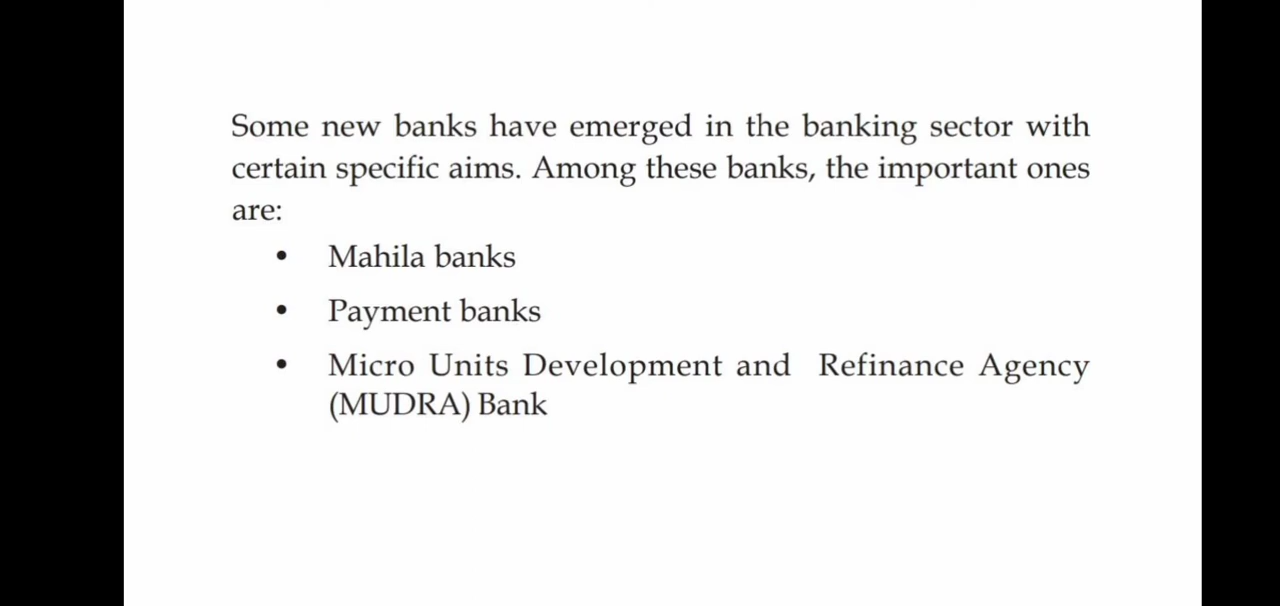 Some new banks have emerged in the banking sector with
certain specific aims. Among these banks, the important ones
are:
• Mahila banks
• Payment banks
• Micro Units Development and Refinance Agency
(MUDRA) Bank